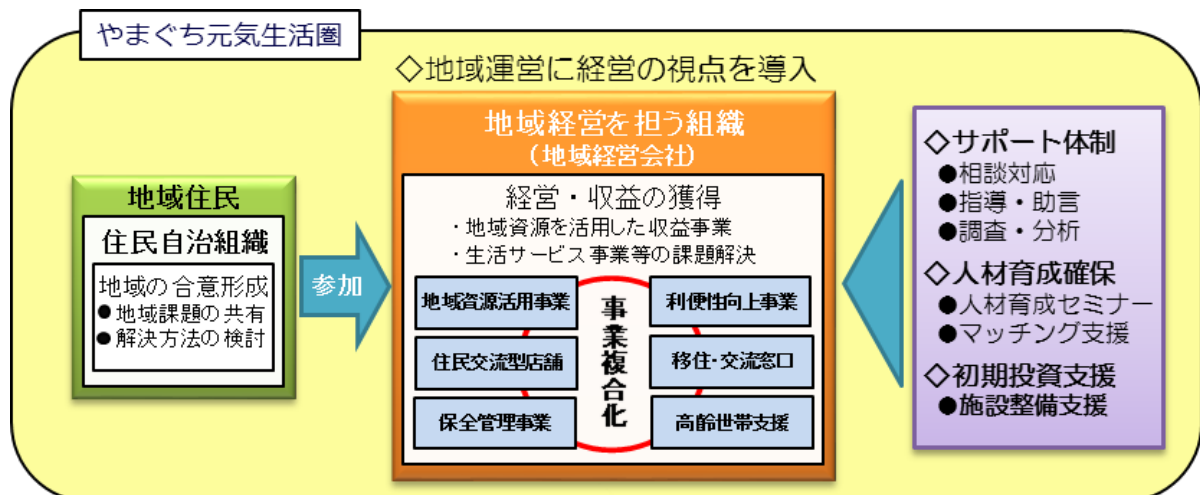 やまぐち元気生活圏
◇地域運営に経営の視点を導入
地域住民
住民自治組織
地域の合意形成
●地域課題の共有
●解決方法の検討
参加
地域経営を担う組織
(地域経営会社)
経営・収益の獲得
・地域資源を活用した収益事業
・生活サービス事業等の課題解決
地域資源活用事業
住民交流型店舗
保全管理事業
事業複合化
利便性向上事業
移住・交流窓口
高齢世帯支援
◇サポート体制
●相談対応
●指導・助言
●調査・分析
◇人材育成確保
●人材育成セミナー
●マッチング支援
◇初期投資支援
●施設整備支援